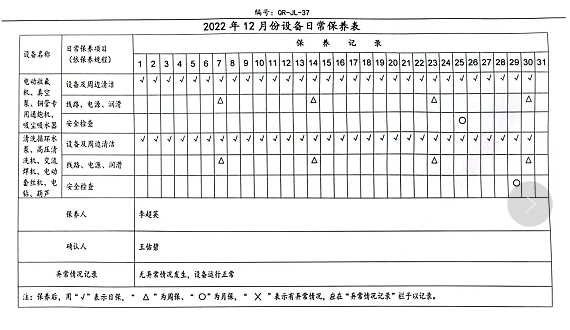 编号: QR-JL-37
2022 年 12 月份设备日常保养表
设备名称
日常保养项目
(依保养规程)
保 养 记 录
1 2 3 4 5 6 7 8 9 10 11 12 13 14 15 16 17 18 19 20 21 22 23 24 25 26 27 28 29 30 31
电动收藏
机、真空
泵、铜管专
用通炮机、
吸尘吸水器
设备及周边清洁
√ √ √ √ √ √ √ √ √ √ √ √ √ √ √ √ √ √ √ √ √ √ √ √ √ √ √ √ √ √
线路、电源、润滑
△ △ △ △
安全检查
○
清洗循环水
泵、高压清
洗机、交流
焊机、电动
套丝机、电
钻、葫芦
设备及周边清洁
√ √ √ √ √ √ √ √ √ √ √ √ √ √ √ √ √ √ √ √ √ √ √ √ √ √ √ √ √ √
线路、电源、润滑
△ △ △ △
安全检查
○
保养人
李超英
确认人
王佑碧
异常情况记录
无异常情况发生，设备运行正常
注：保养后，用“√”表示日保，“ △ ”为周保、“ ○”为月保，“ X ” 表示有异常情况，应在“异常情况记录”栏予以记录。